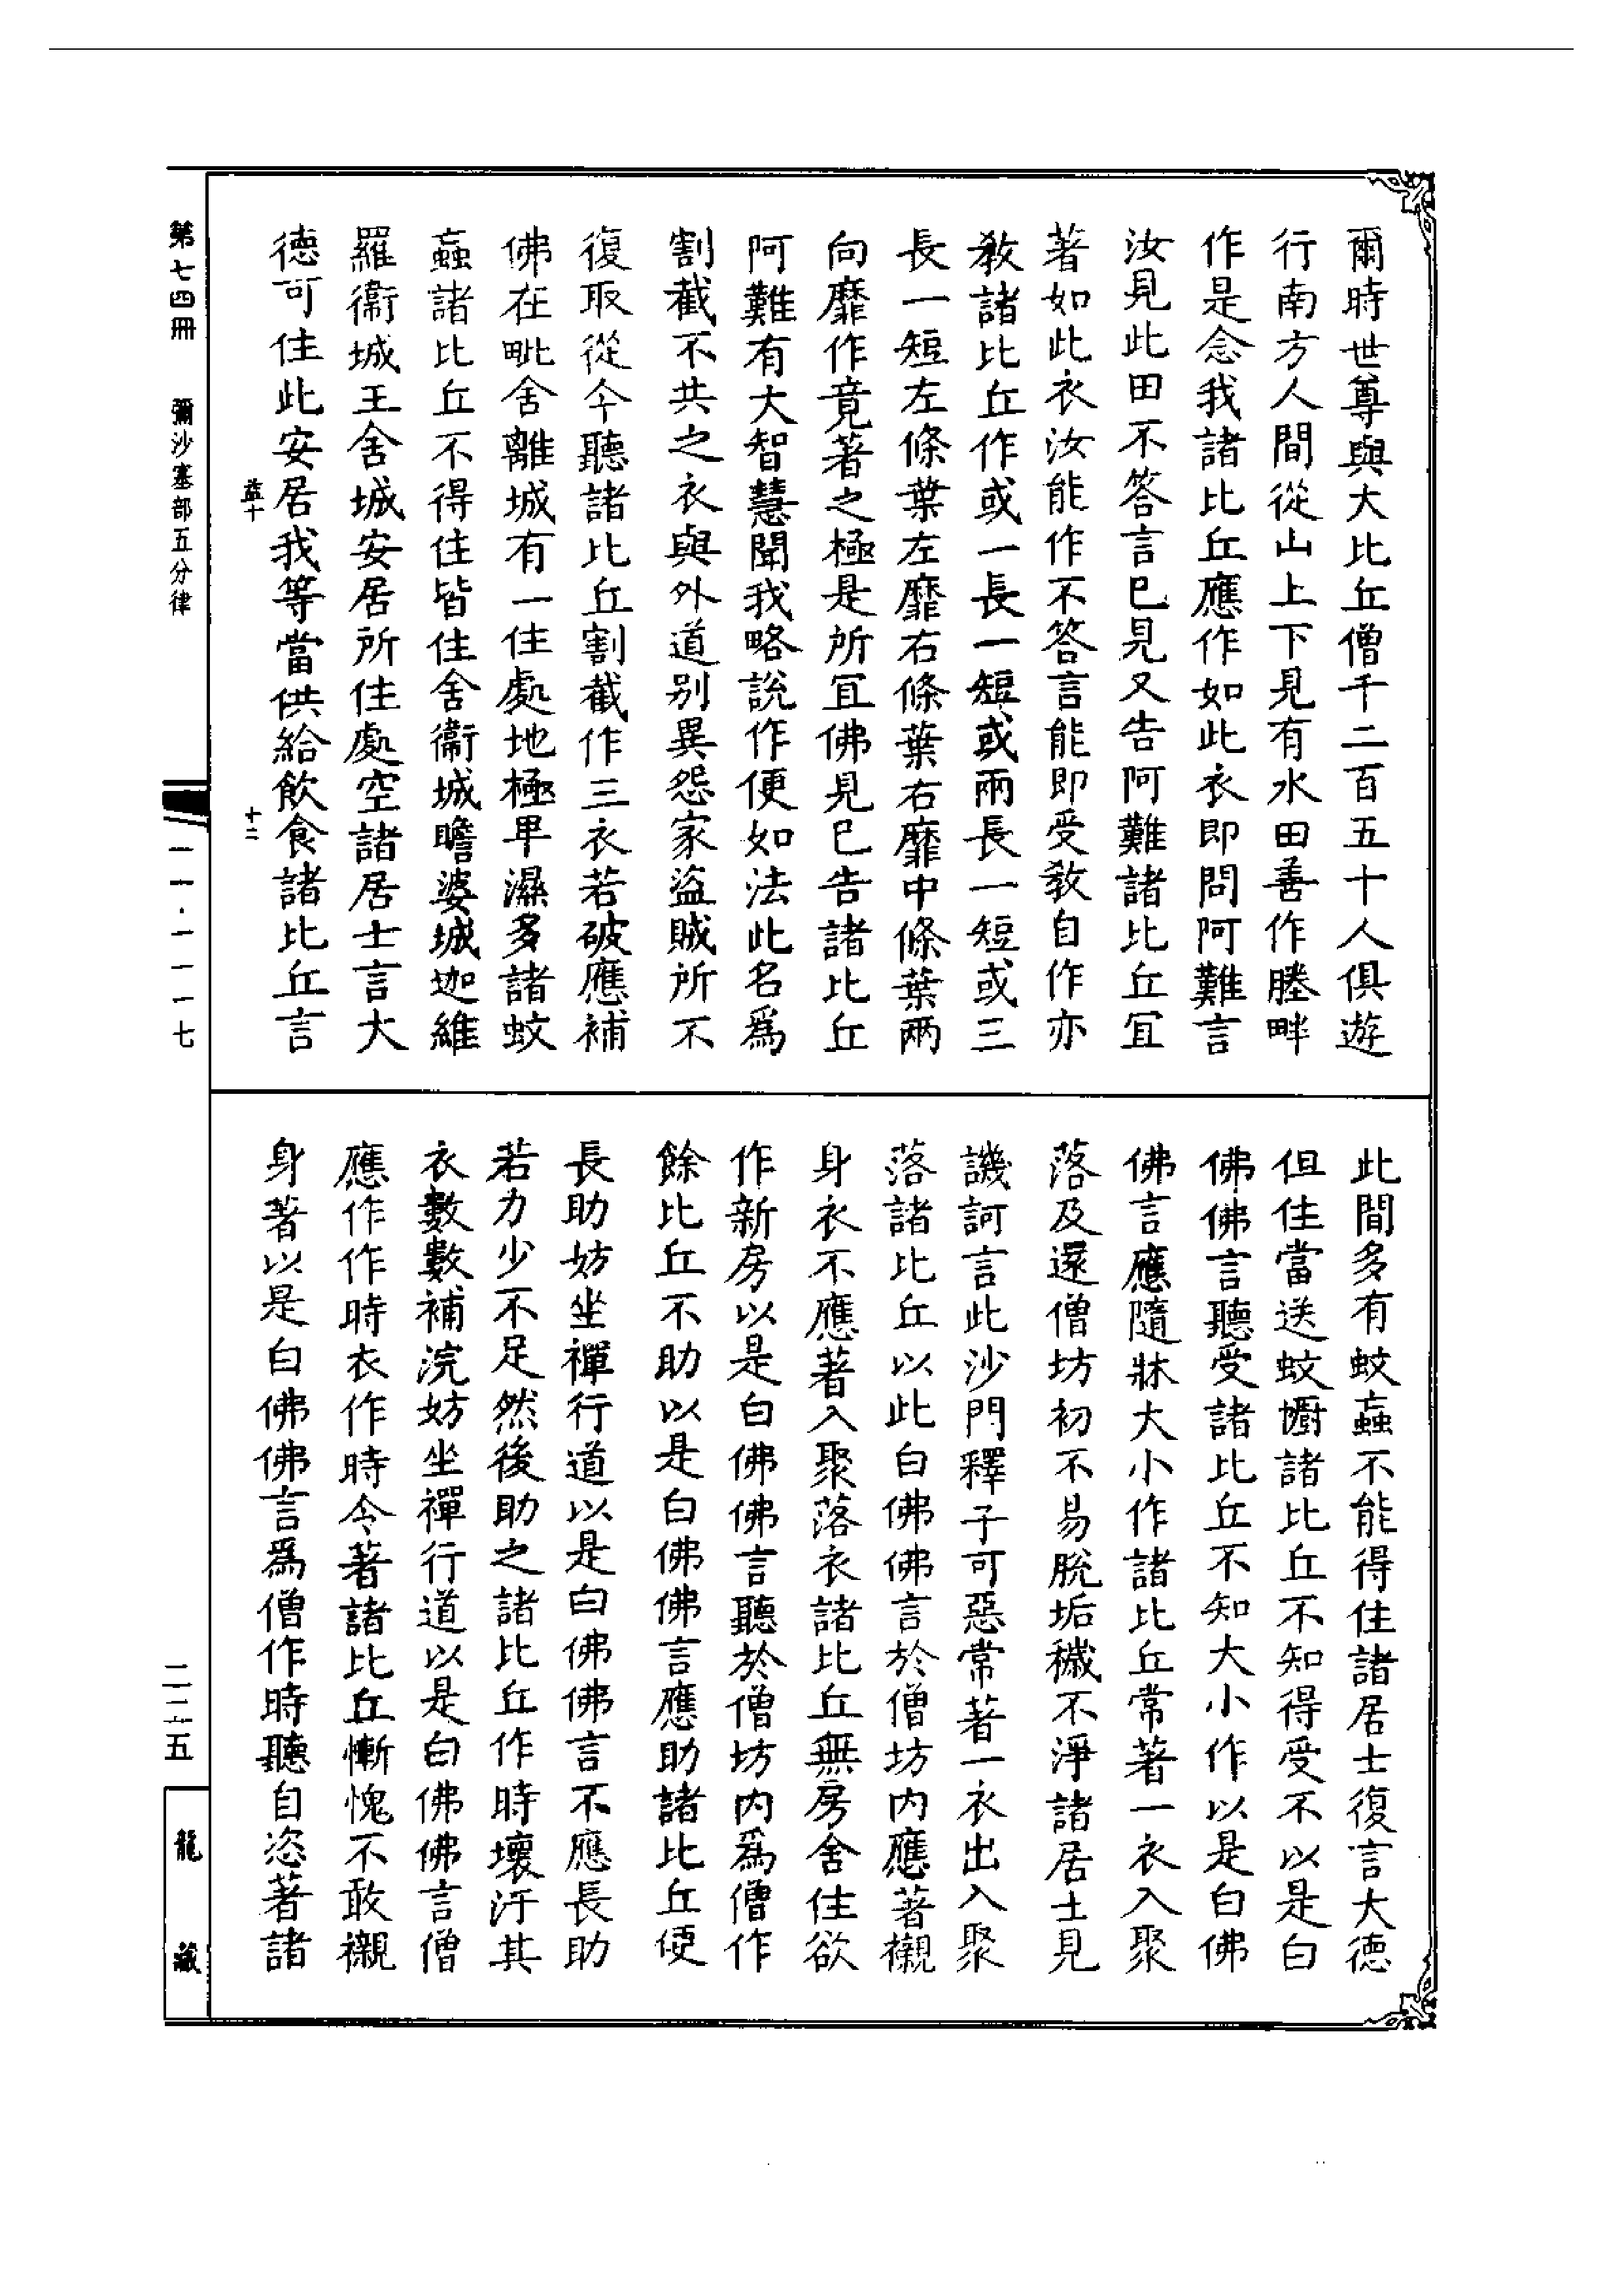 爾時世尊與大比丘僧千二百五十人俱遊
行南方人間從山上下見有水田善作塍畔
作是念我諸比丘應作如此衣即問阿難言
汝見此田不答言已見又告阿難諸比丘宜
著如此衣汝能作不答言能即受教自作亦
教諸比丘作或一長一短或兩長一短或三
長一短左條葉左靡右條葉右靡中條葉兩
向靡作竟著之極是所宜佛見已告諸比丘
阿難有大智慧聞我略說作便如法此名爲
割截不共之衣與外道別異怨家盜賊所不
復取從今聽諸比丘割截作三衣若破應補
佛在毗舍離城有一住處地極畢濕多諸蚊
蝱諸比丘不得住皆住舍衞城瞻婆城迦維
羅衞城王舍城安居所住處空諸居士言大
德可住此安居我等當供給飲食諸比丘言
此間多有蚊蝱不能得住諸居士復言大德
但住當送蚊㡡諸比丘不知得受不以是白
佛佛言聽受諸比丘不知大小作以是白佛
佛言應隨牀大小作諸比丘常著一衣入聚
落及還僧坊初不易脫垢穢不淨諸居士見
譏訶言此沙門釋子可惡常著一衣出入聚
落諸比丘以此白佛佛言於僧坊內應著襯
身衣不應著入聚落衣諸比丘無房舍住欲
作新房以是白佛佛言聽於僧坊內爲僧作
餘比丘不助以是白佛佛言應助諸比丘便
長助妨坐禪行道以是白佛佛言不應長助
若力少不足然後助之諸比丘作時壞汙其
衣數數補浣妨坐禪行道以是白佛佛言僧
應作作時衣作時令著諸比丘慚愧不敢襯
身著以是白佛佛言爲僧作時聽自恣著諸
第七四冊 彌沙塞部五分律
益十 十二
一一·一一一七
二二五
龍藏